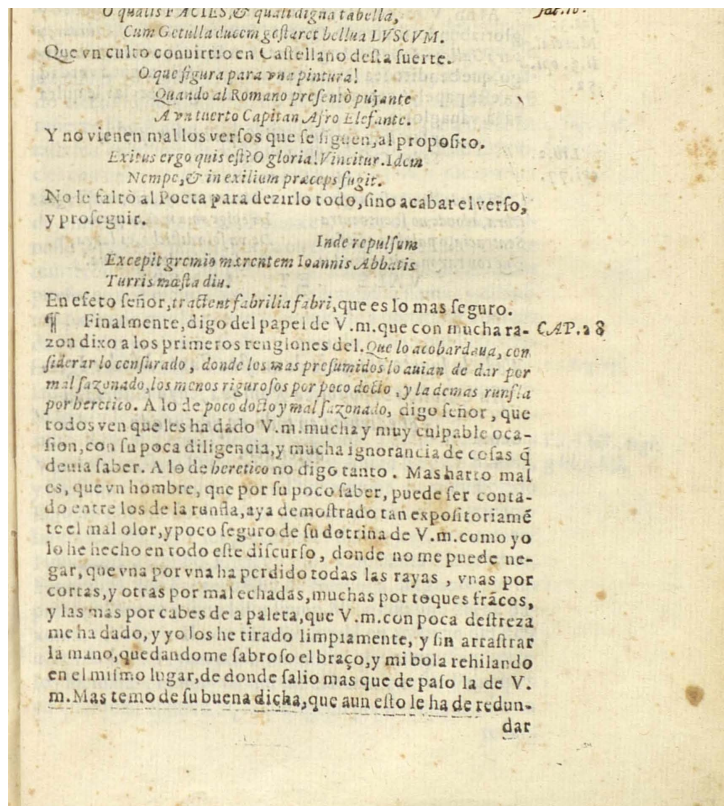 O qualis FACIES, & quali digna tabella,
Sat. 10.
Cum Getulla ducem gestaret bellua LVSCVM.
Que vn culto conuirtio en Castellano desta suerte.
O que figura para vna pintura!
Quando al Romano presentò pujante
A vn tuerto Capitan Afro Elefante.
Y no vienen mal los versos que se siguen, al proposito.
Exitus ergo quis est? O gloria! Vincitur. Idem
Nempe, & in exilium præceps fugit.
No le faltò al Poeta para dezirlo todo, sino acabar el verso,
y proseguir.
Inde repulsum
Excepit gremio mærentem Ioannis Abbatis
Turris mæsta diu.
En efeto señor, tractent fabrilia fabri, que es lo mas seguro.
¶ Finalmente, digo del papel de V.m. que con mucha ra- CAP. 28
zon dixo a los primeros renglones del. Que lo acobardaua, con
siderar lo censurado, donde los mas presumidos lo auian de dar por
mal sazonado, los menos rigurosos por poco docto, y la demas runfla
por heretico. A lo de poco docto y mal sazonado, digo señor, que
todos ven que les ha dado V.m. mucha y muy culpable oca-
sion, con su poca diligencia, y mucha ignorancia de cosas q̃
deuia saber. A lo de heretico no digo tanto. Mas harto mal
es, que vn hombre, que por su poco saber, puede ser conta-
do entre los de la runfla, aya demostrado tan expositoriamẽ
te el mal olor, y poco seguro de su dotrina de V.m. como yo
lo he hecho en todo este discurso, donde no me puede ne-
gar, que vna por vna ha perdido todas las rayas, vnas por
cortas, y otras por mal echadas, muchas por toques frãcos,
y las mas por cabes de a paleta, que V.m. con poca destreza
me ha dado, y yo los he tirado limpiamente, y sin arrastrar
la mano, quedandome sabroso el braço, y mi bola rehilando
en el mismo lugar, de donde salio mas que de paso la de V.
m. Mas temo de su buena dicha, que aun esto le ha de redun-
dar